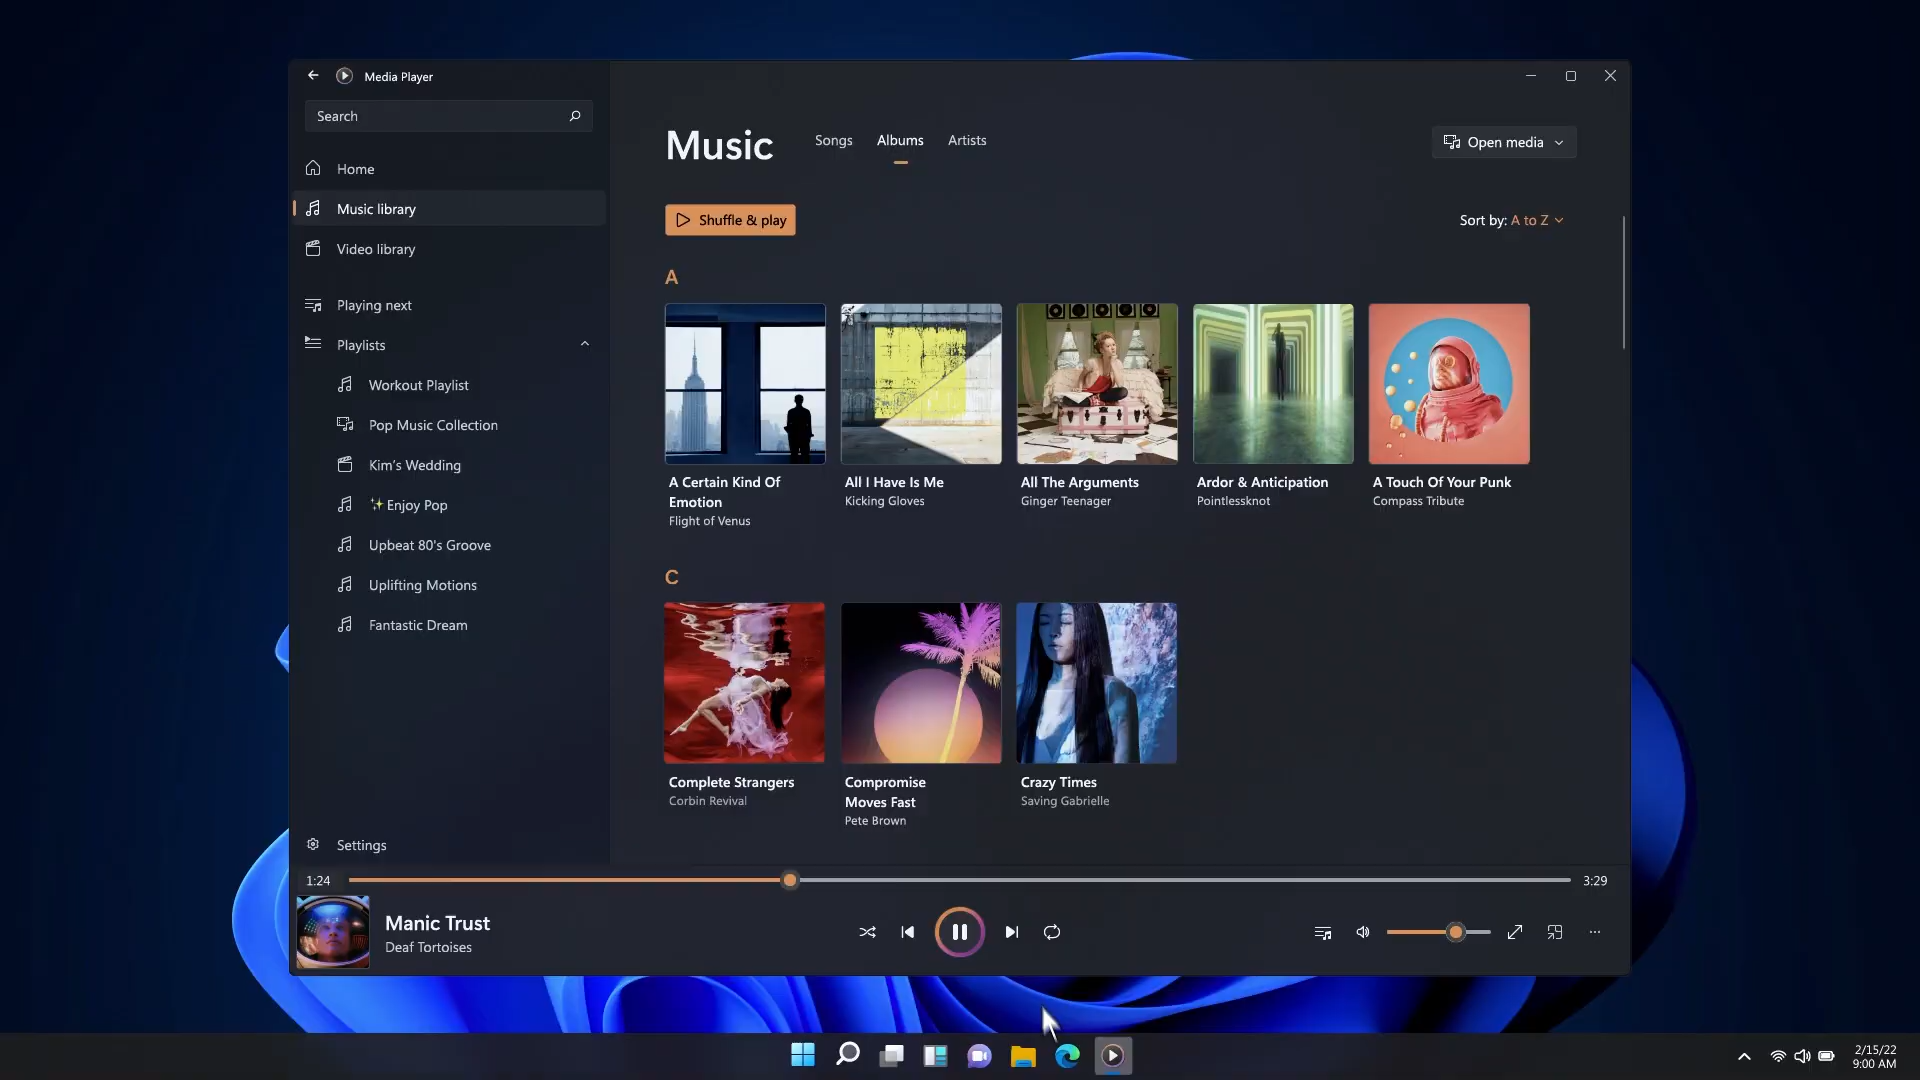 Media Player
Search
Home
Music library
Video library
Playing next
Playlists
Workout Playlist
Pop Music Collection
Kim’s Wedding
✨Enjoy Pop
Upbeat 80's Groove
Uplifting Motions
Fantastic Dream
Settings
Music
Songs
Albums
Artists
Open media
Shuffle & play
Sort by: A to Z
A
A Certain Kind Of
Emotion
Flight of Venus
All I Have Is Me
Kicking Gloves
All The Arguments
Ginger Teenager
Ardor & Anticipation
Pointlessknot
A Touch Of Your Punk
Compass Tribute
C
Complete Strangers
Corbin Revival
Compromise
Moves Fast
Pete Brown
Crazy Times
Saving Gabrielle
1:24
3:29
Manic Trust
Deaf Tortoises
2/15/22
9:00 AM